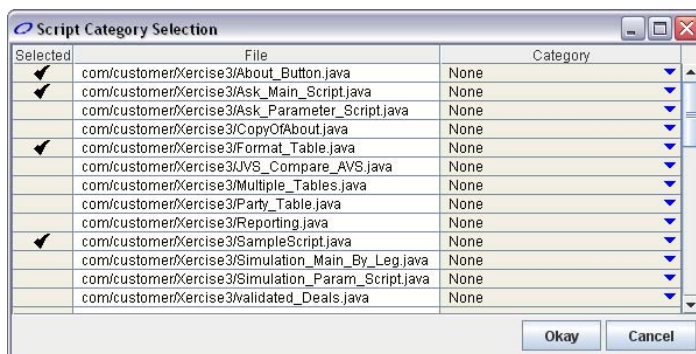 Script Category Selection
Selected File Category
com/customer/Xercise3/About_Button.java None
com/customer/Xercise3/Ask_Main_Script.java None
com/customer/Xercise3/Ask_Parameter_Script.java None
com/customer/Xercise3/CopyOfAbout.java None
com/customer/Xercise3/Format_Table.java None
com/customer/Xercise3/JVS_Compare_AVS.java None
com/customer/Xercise3/Multiple_Tables.java None
com/customer/Xercise3/Party_Table.java None
com/customer/Xercise3/Reporting.java None
com/customer/Xercise3/SampleScript.java None
com/customer/Xercise3/Simulation_Main_By_Leg.java None
com/customer/Xercise3/Simulation_Param_Script.java None
com/customer/Xercise3/validated_Deals.java None
Okay Cancel